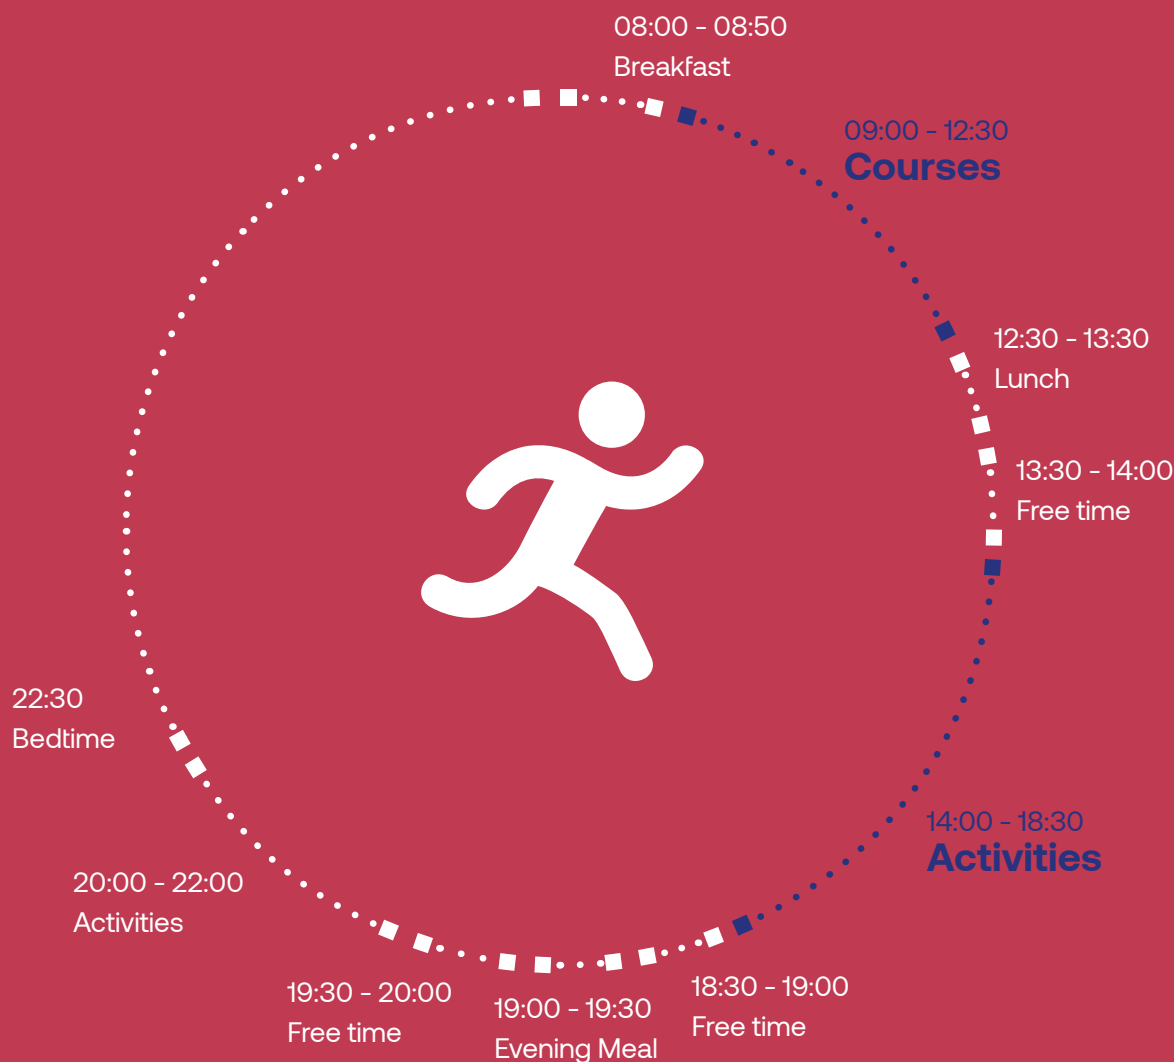 08:00 - 08:50
Breakfast
09:00 - 12:30
Courses
12:30 - 13:30
Lunch
13:30 - 14:00
Free time
14:00 - 18:30
Activities
18:30 - 19:00
Free time
19:00 - 19:30
Evening Meal
19:30 - 20:00
Free time
20:00 - 22:00
Activities
22:30
Bedtime